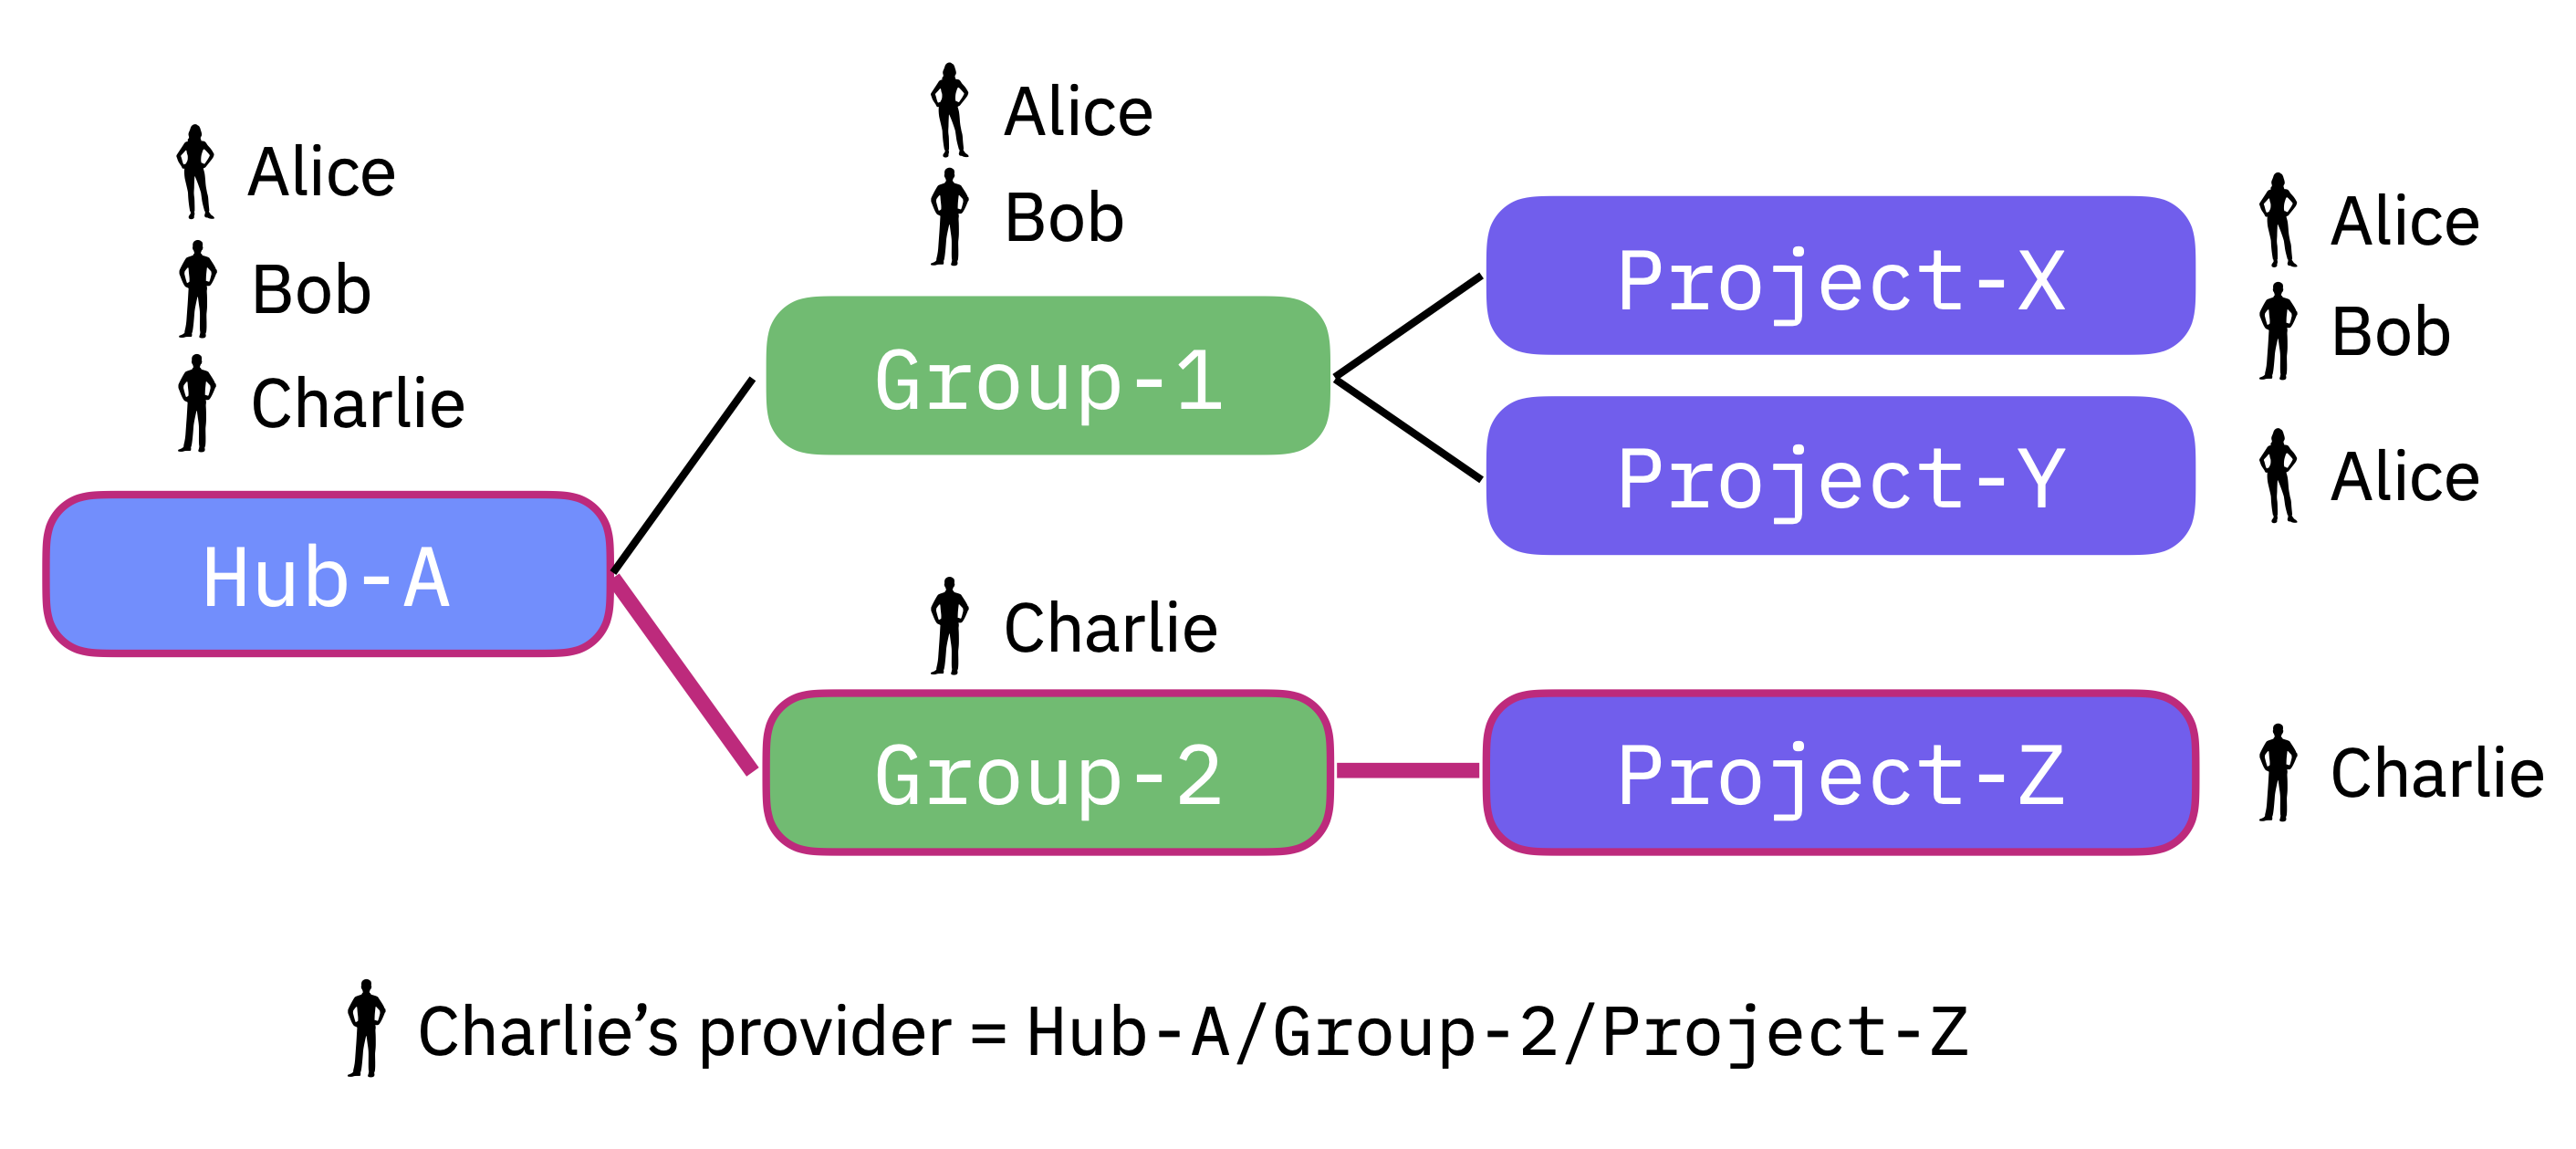 Alice
Bob
Charlie
Hub-A
Alice
Bob
Group-1
Charlie
Group-2
Project-X
Alice
Bob
Project-Y
Alice
Project-Z
Charlie
Charlie’s provider = Hub-A/Group-2/Project-Z